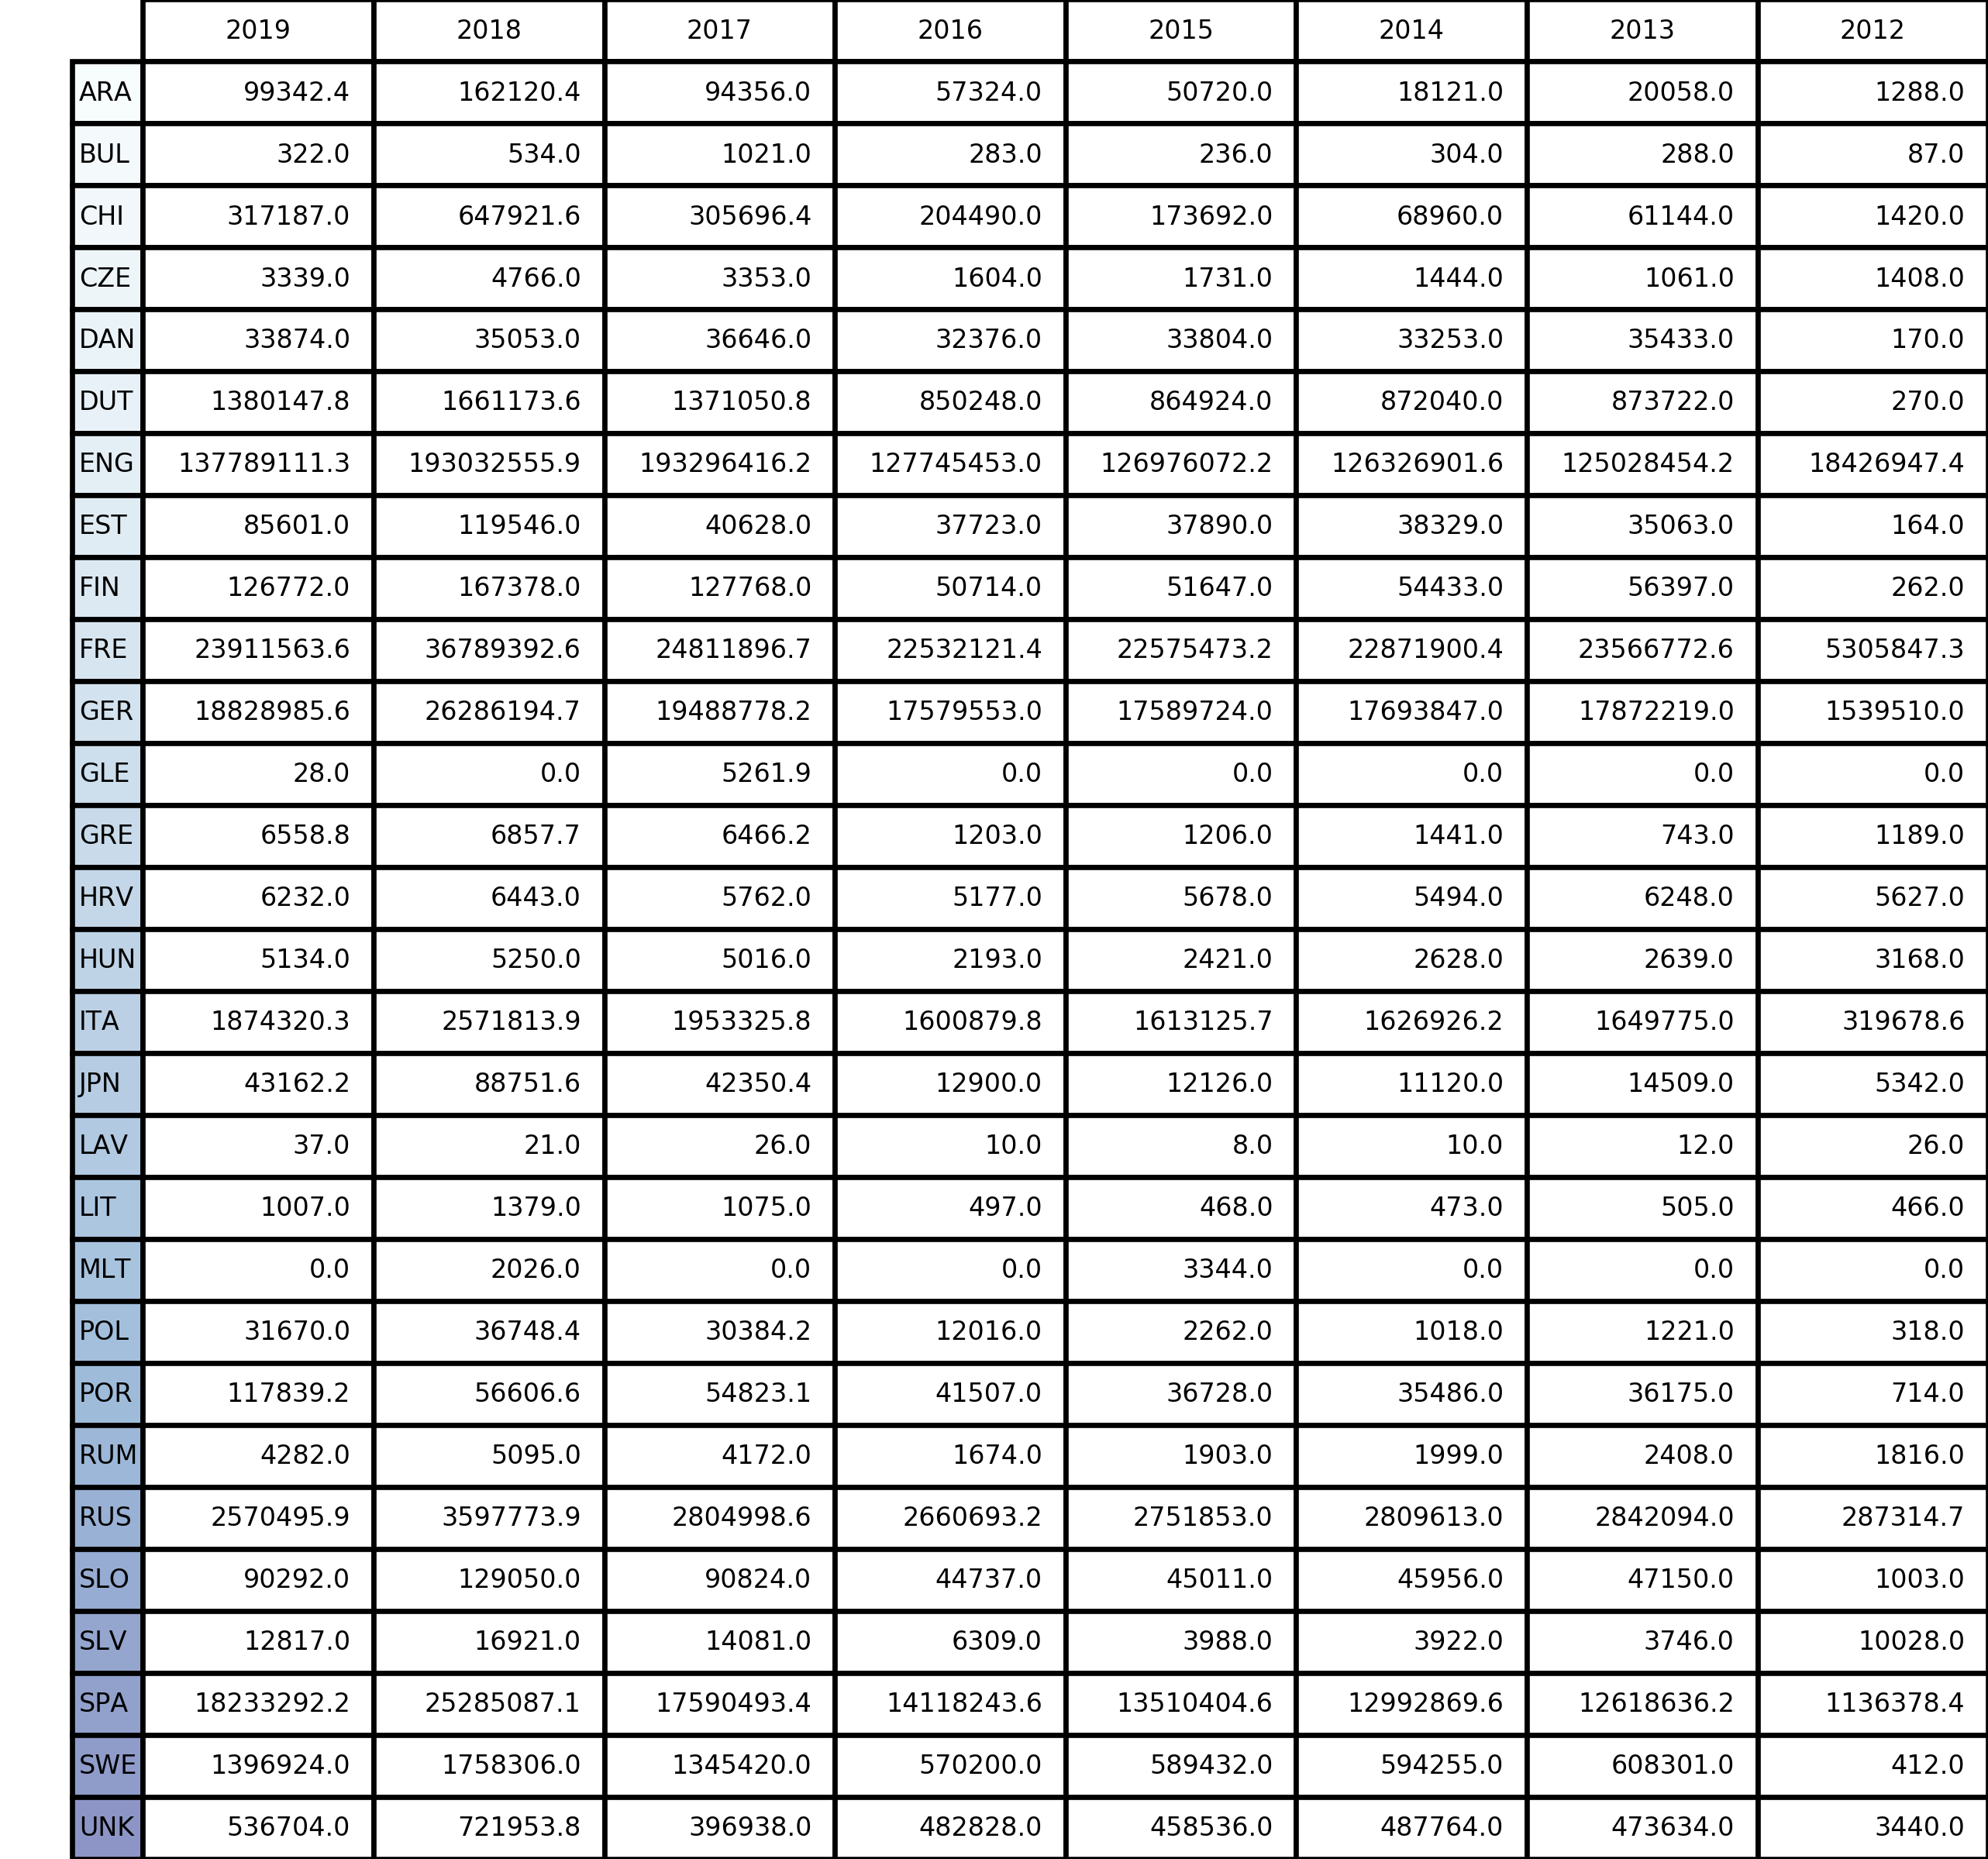 2019 2018 2017 2016 2015 2014 2013 2012
ARA 99342.4 162120.4 94356.0 57324.0 50720.0 18121.0 20058.0 1288.0
BUL 322.0 534.0 1021.0 283.0 236.0 304.0 288.0 87.0
CHI 317187.0 647921.6 305696.4 204490.0 173692.0 68960.0 61144.0 1420.0
CZE 3339.0 4766.0 3353.0 1604.0 1731.0 1444.0 1061.0 1408.0
DAN 33874.0 35053.0 36646.0 32376.0 33804.0 33253.0 35433.0 170.0
DUT 1380147.8 1661173.6 1371050.8 850248.0 864924.0 872040.0 873722.0 270.0
ENG 137789111.3 193032555.9 193296416.2 127745453.0 126976072.2 126326901.6 125028454.2 18426947.4
EST 85601.0 119546.0 40628.0 37723.0 37890.0 38329.0 35063.0 164.0
FIN 126772.0 167378.0 127768.0 50714.0 51647.0 54433.0 56397.0 262.0
FRE 23911563.6 36789392.6 24811896.7 22532121.4 22575473.2 22871900.4 23566772.6 5305847.3
GER 18828985.6 26286194.7 19488778.2 17579553.0 17589724.0 17693847.0 17872219.0 1539510.0
GLE 28.0 0.0 5261.9 0.0 0.0 0.0 0.0 0.0
GRE 6558.8 6857.7 6466.2 1203.0 1206.0 1441.0 743.0 1189.0
HRV 6232.0 6443.0 5762.0 5177.0 5678.0 5494.0 6248.0 5627.0
HUN 5134.0 5250.0 5016.0 2193.0 2421.0 2628.0 2639.0 3168.0
ITA 1874320.3 2571813.9 1953325.8 1600879.8 1613125.7 1626926.2 1649775.0 319678.6
JPN 43162.2 88751.6 42350.4 12900.0 12126.0 11120.0 14509.0 5342.0
LAV 37.0 21.0 26.0 10.0 8.0 10.0 12.0 26.0
LIT 1007.0 1379.0 1075.0 497.0 468.0 473.0 505.0 466.0
MLT 0.0 2026.0 0.0 0.0 3344.0 0.0 0.0 0.0
POL 31670.0 36748.4 30384.2 12016.0 2262.0 1018.0 1221.0 318.0
POR 117839.2 56606.6 54823.1 41507.0 36728.0 35486.0 36175.0 714.0
RUM 4282.0 5095.0 4172.0 1674.0 1903.0 1999.0 2408.0 1816.0
RUS 2570495.9 3597773.9 2804998.6 2660693.2 2751853.0 2809613.0 2842094.0 287314.7
SLO 90292.0 129050.0 90824.0 44737.0 45011.0 45956.0 47150.0 1003.0
SLV 12817.0 16921.0 14081.0 6309.0 3988.0 3922.0 3746.0 10028.0
SPA 18233292.2 25285087.1 17590493.4 14118243.6 13510404.6 12992869.6 12618636.2 1136378.4
SWE 1396924.0 1758306.0 1345420.0 570200.0 589432.0 594255.0 608301.0 412.0
UNK 536704.0 721953.8 396938.0 482828.0 458536.0 487764.0 473634.0 3440.0